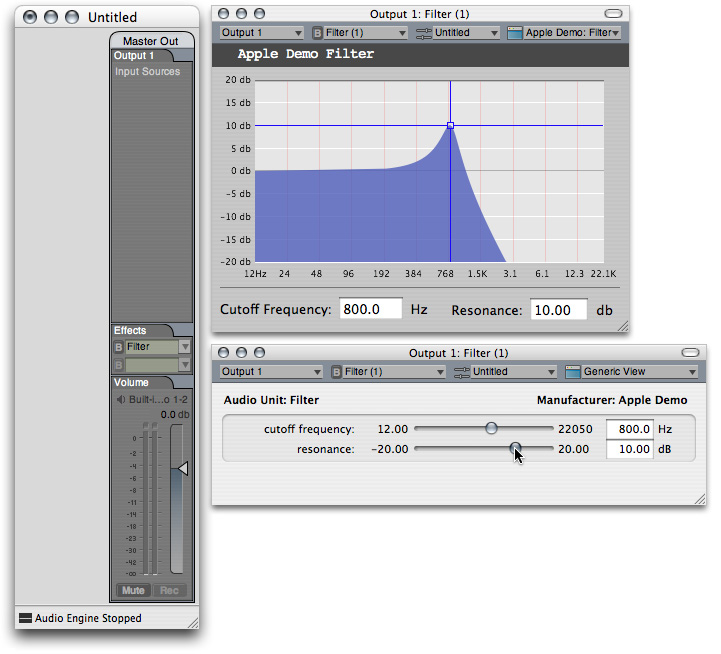 Untitled
Master Out
Output 1
Input Sources
Effects
B Filter
B
Volume
Built-i...o 1-2
0.0 db
0
-2
-4
-6
-9
-11
-14
-18
-23
-30
-42
-∞
Mute Rec
Audio Engine Stopped
Output 1: Filter (1)
Output 1 B Filter (1) Untitled Apple Demo: Filter
Apple Demo Filter
20 db
15 db
10 db
5 db
0 db
-5 db
-10 db
-15 db
-20 db
12Hz 24 48 96 192 384 768 1.5K 3.1 6.1 12.3 22.1K
Cutoff Frequency: 800.0 Hz Resonance: 10.00 db
Output 1: Filter (1)
Output 1 B Filter (1) Untitled Generic View
Audio Unit: Filter Manufacturer: Apple Demo
cutoff frequency: 12.00 22050 800.0 Hz
resonance: -20.00 20.00 10.00 dB